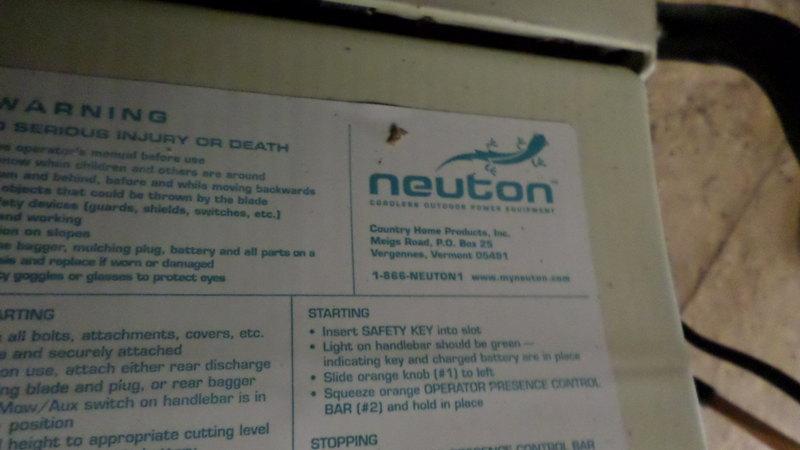 WARNING
SERIOUS INJURY OR DEATH
operator's manual before use
mow when children and others are around
and behind, before and while moving backwards
objects that could be thrown by the blade
devices (guards, shields, switches, etc.)
and working
on slopes
bagger, mulching plug, battery and all parts on a
and replace if worn or damaged
goggles or glasses to protect eyes
neuton™
CORDLESS OUTDOOR POWER EQUIPMENT
Country Home Products, Inc.
Meigs Road, P.O. Box 25
Vergennes, Vermont 05491
1-866-NEUTON1 www.myneuton.com
all bolts, attachments, covers, etc.
and securely attached
use, attach either rear discharge
blade and plug, or rear bagger
Mow/Aux switch on handlebar is in
position
height to appropriate cutting level
STARTING
• Insert SAFETY KEY into slot
• Light on handlebar should be green —
indicating key and charged battery are in place
• Slide orange knob (#1) to left
• Squeeze orange OPERATOR PRESENCE CONTROL
BAR (#2) and hold in place
STOPPING
PRESENCE CONTROL BAR